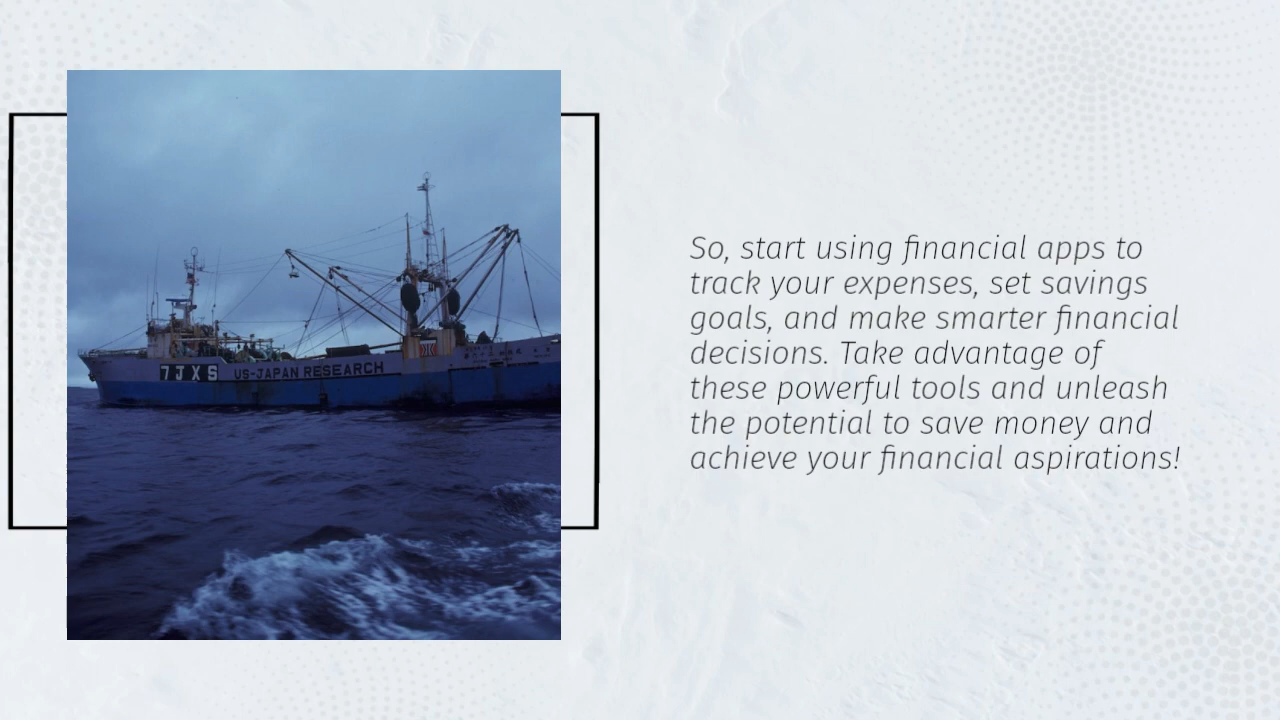 7JXS
US-JAPAN RESEARCH
So, start using financial apps to
track your expenses, set savings
goals, and make smarter financial
decisions. Take advantage of
these powerful tools and unleash
the potential to save money and
achieve your financial aspirations!